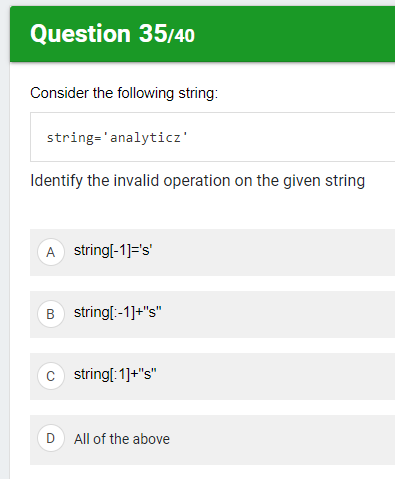 Question 35/40
Consider the following string:
string='analyticz'
Identify the invalid operation on the given string
A string[-1]='s'
B string[:-1]+"s"
C string[:1]+"s"
D All of the above